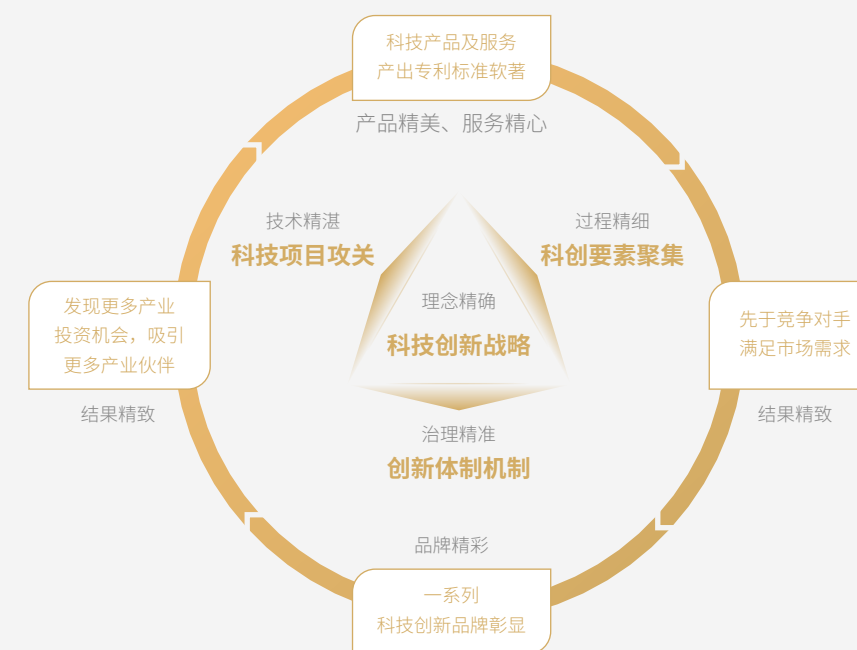 科技产品及服务
产出专利标准软著
产品精美、服务精心
技术精湛
科技项目攻关
过程精细
科创要素聚集
理念精确
科技创新战略
发现更多产业
投资机会，吸引
更多产业伙伴
结果精致
先于竞争对手
满足市场需求
结果精致
治理精准
创新体制机制
品牌精彩
一系列
科技创新品牌彰显